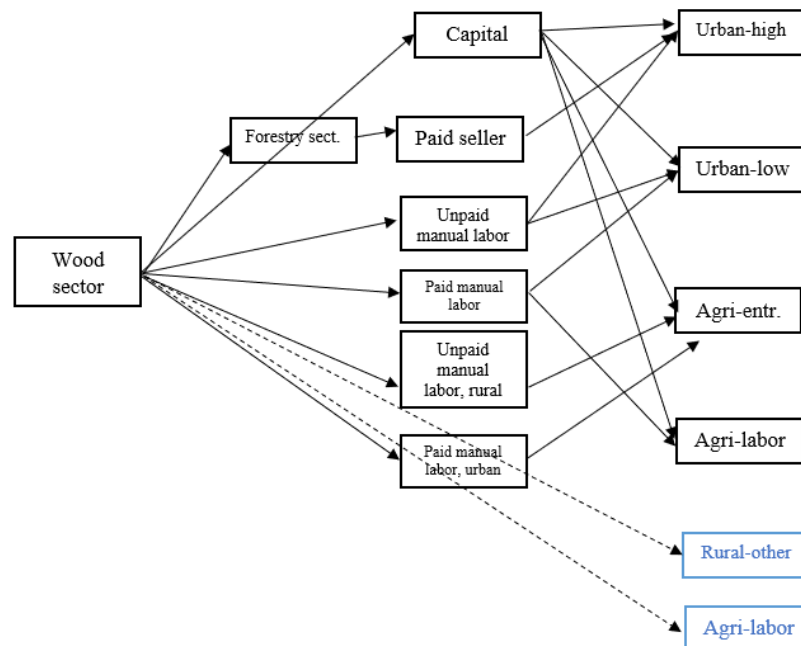 Capital
Urban-high
Forestry sect.
Paid seller
Urban-low
Unpaid
manual labor
Wood
sector
Paid manual
labor
Agri-entr.
Unpaid
manual
labor, rural
Agri-labor
Paid manual
labor, urban
Rural-other
Agri-labor